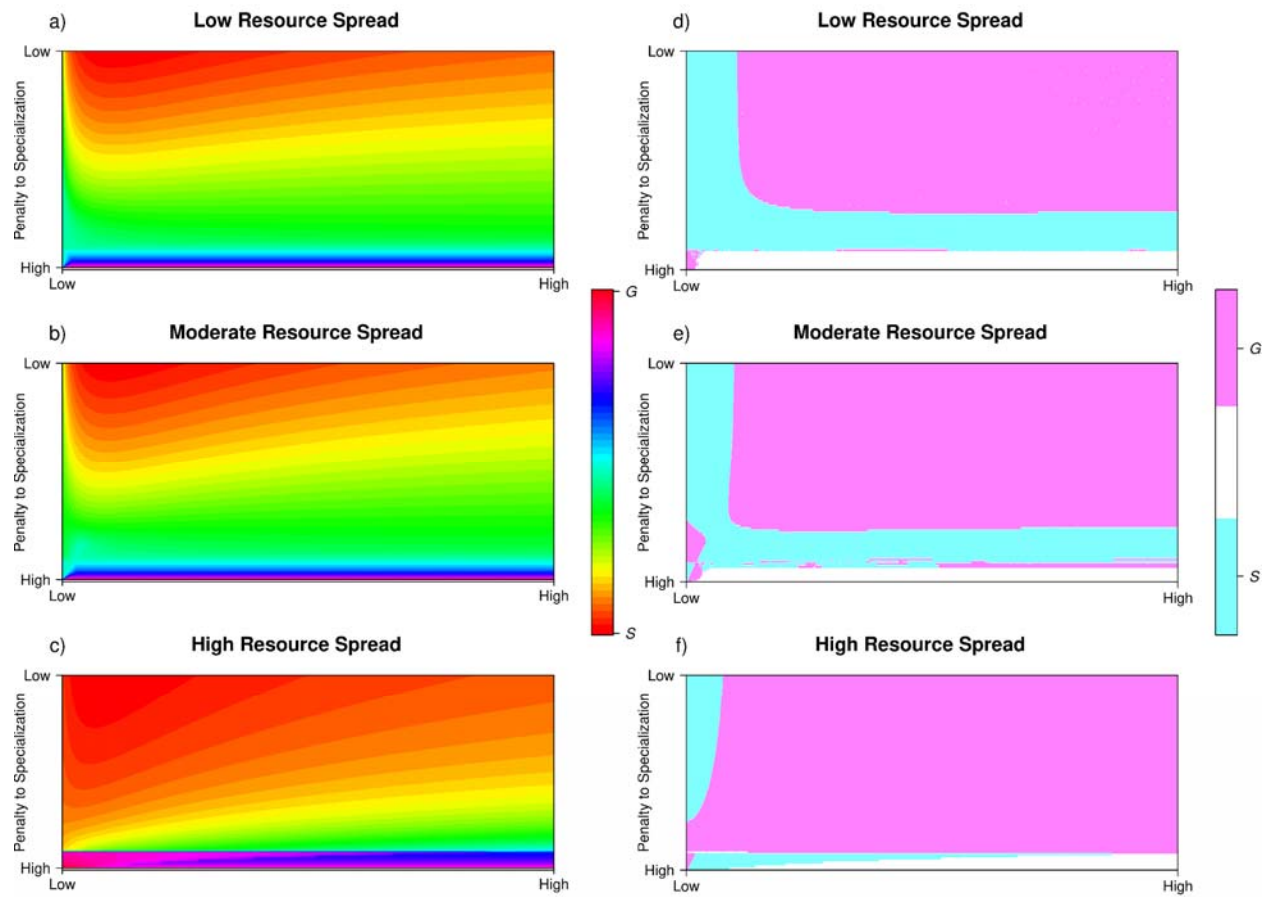 a) Low Resource Spread
Low
Penalty to Specialization
High
Low High
b) Moderate Resource Spread
Low
Penalty to Specialization
High
Low High
c) High Resource Spread
Low
Penalty to Specialization
High
Low High
G
S
d) Low Resource Spread
Low
Penalty to Specialization
High
Low High
e) Moderate Resource Spread
Low
Penalty to Specialization
High
Low High
f) High Resource Spread
Low
Penalty to Specialization
High
Low High
G
S